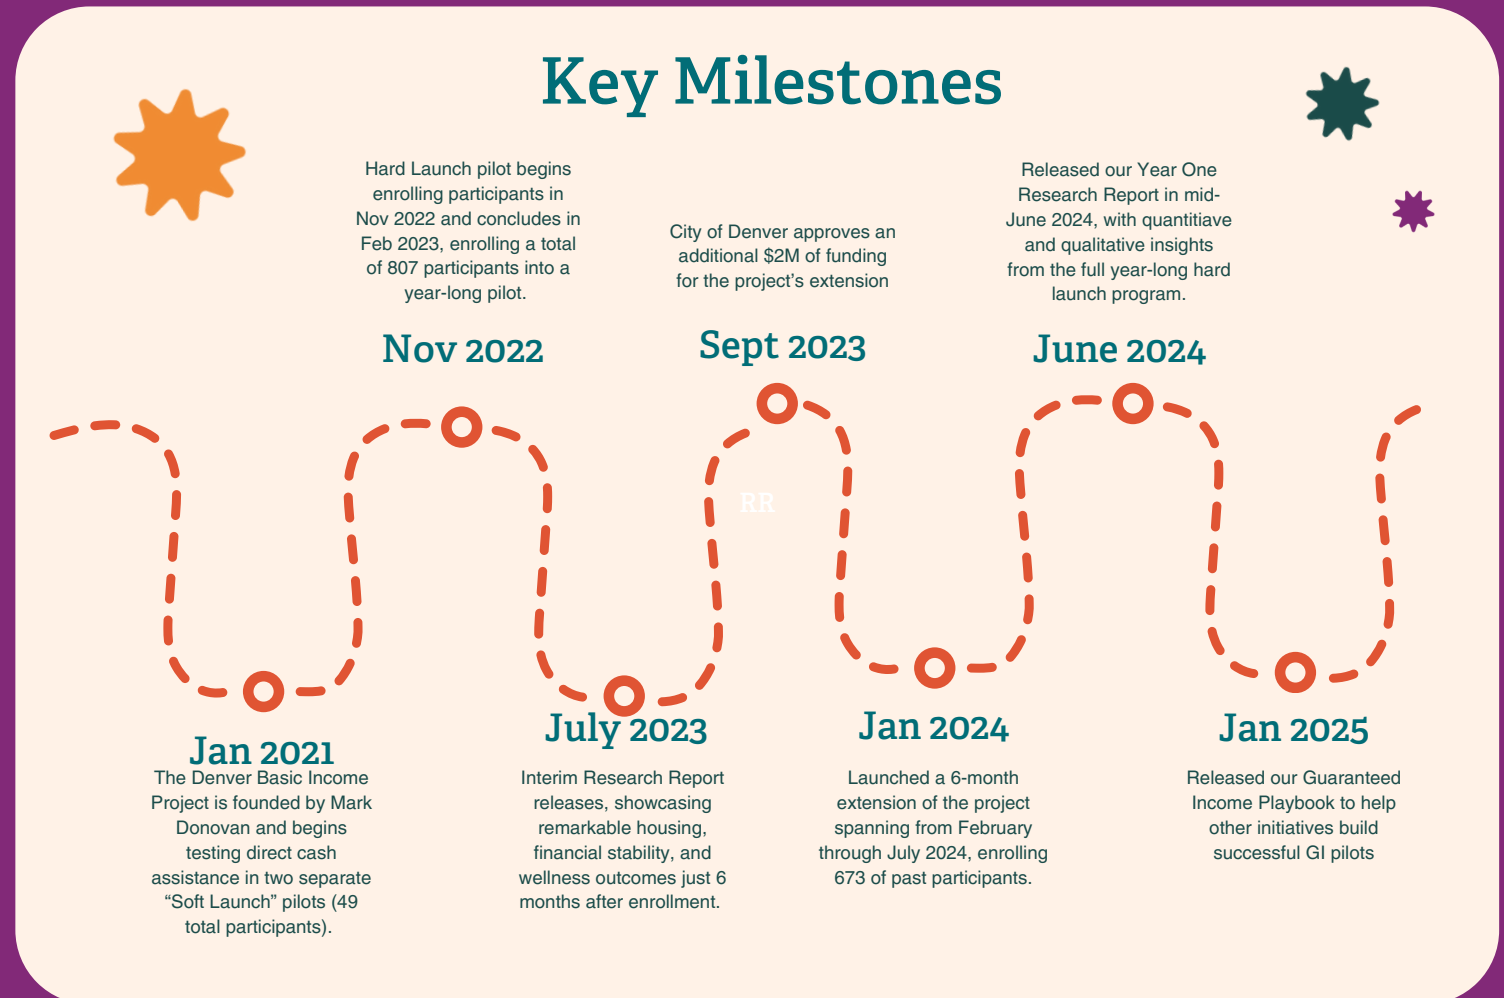 Key Milestones
Hard Launch pilot begins
enrolling participants in
Nov 2022 and concludes in
Feb 2023, enrolling a total
of 807 participants into a
year-long pilot.
Nov 2022
City of Denver approves an
additional $2M of funding
for the project's extension
Sept 2023
Released our Year One
Research Report in mid-
June 2024, with quantitiave
and qualitative insights
from the full year-long hard
launch program.
June 2024
RR
Jan 2021
The Denver Basic Income
Project is founded by Mark
Donovan and begins
testing direct cash
assistance in two separate
“Soft Launch” pilots (49
total participants).
July 2023
Interim Research Report
releases, showcasing
remarkable housing,
financial stability, and
wellness outcomes just 6
months after enrollment.
Jan 2024
Launched a 6-month
extension of the project
spanning from February
through July 2024, enrolling
673 of past participants.
Jan 2025
Released our Guaranteed
Income Playbook to help
other initiatives build
successful GI pilots